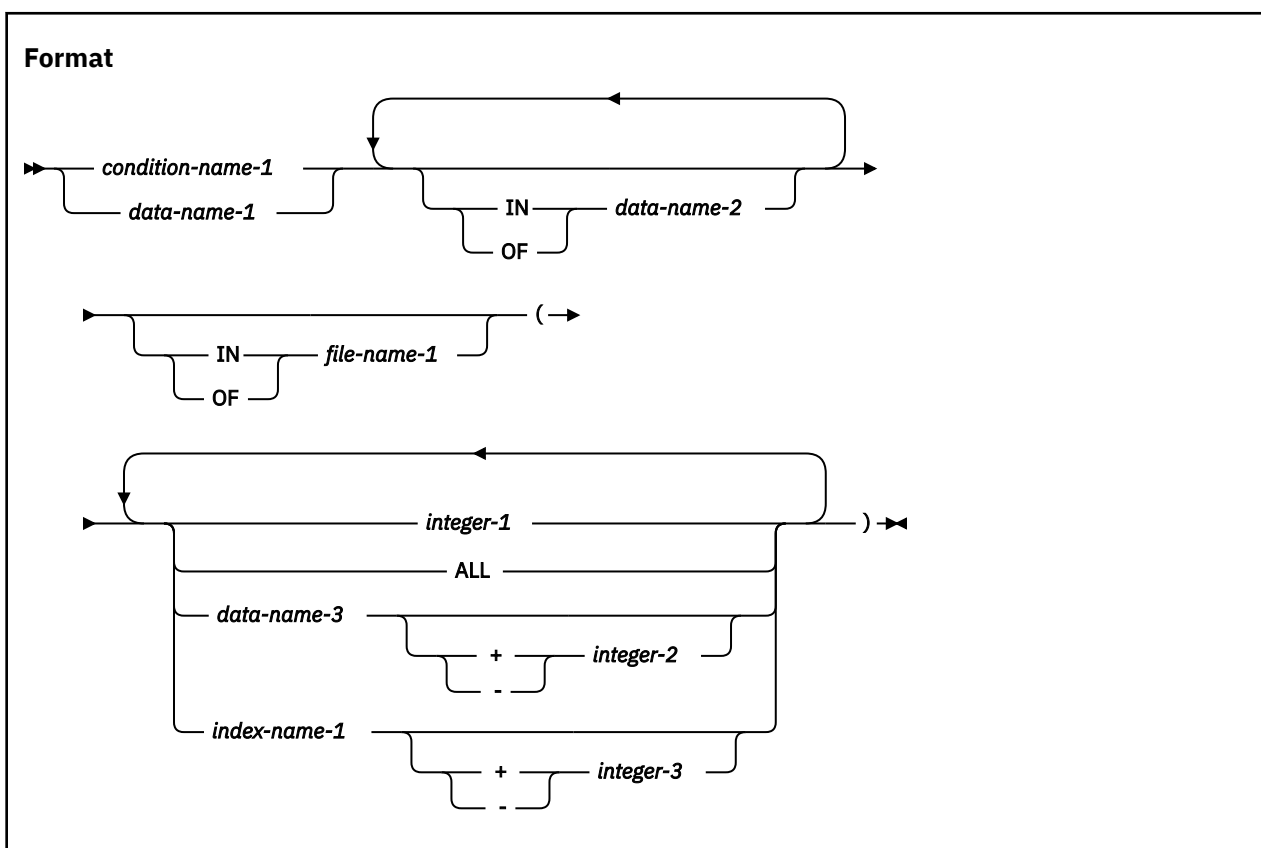 Format
condition-name-1
data-name-1
IN data-name-2
OF
(
IN file-name-1
OF
integer-1 )
ALL
data-name-3
+ integer-2
-
index-name-1
+ integer-3
-